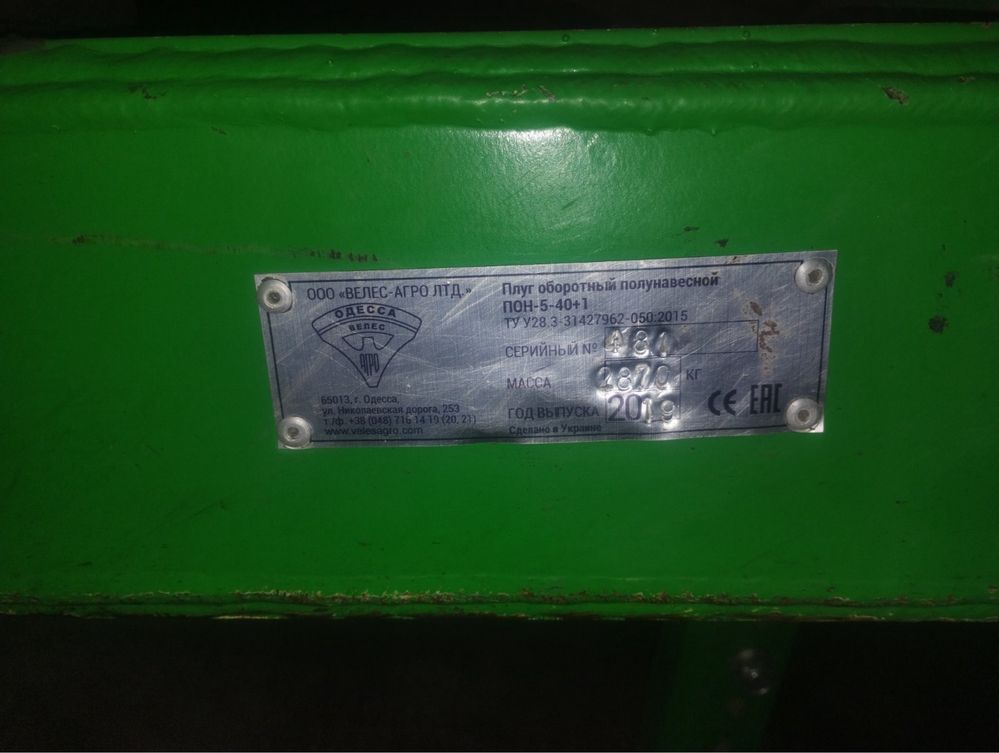 ООО «ВЕЛЕС-АГРО ЛТД.»
ОДЕССА
ВЕЛЕС
АГРО
65013, г. Одесса,
ул. Николаевская дорога, 253
т./ф. +38 (048) 716 14 19 (20, 21)
www.velesagro.com
Плуг оборотный полунавесной
ПОН-5-40+1
ТУ У28.3-31427962-050:2015
СЕРИЙНЫЙ №
МАССА 2870 КГ
ГОД ВЫПУСКА 2019
Сделано в Украине
CE EAC